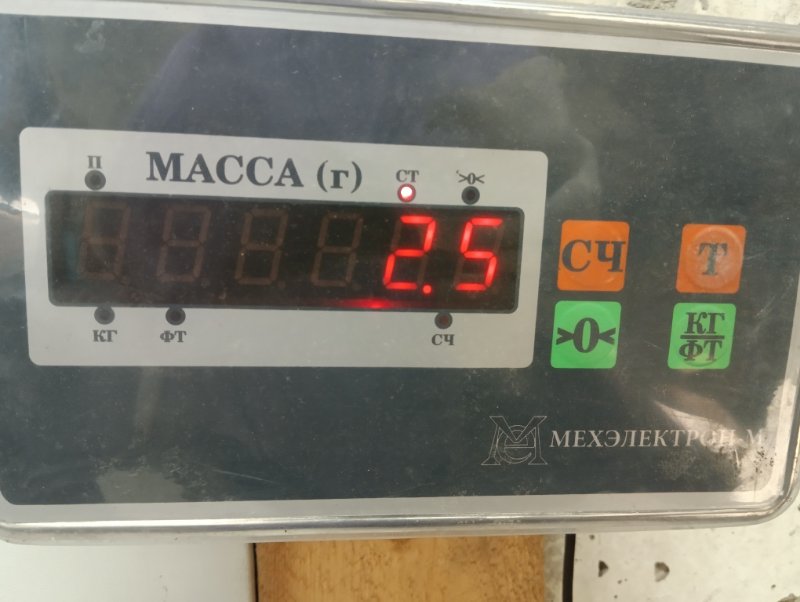 П
МАССА (г)
СТ
>0<
2.5
КГ
ФТ
СЧ
СЧ
Т
>0<
КГ
ФТ
МЕХЭЛЕКТРОН-М